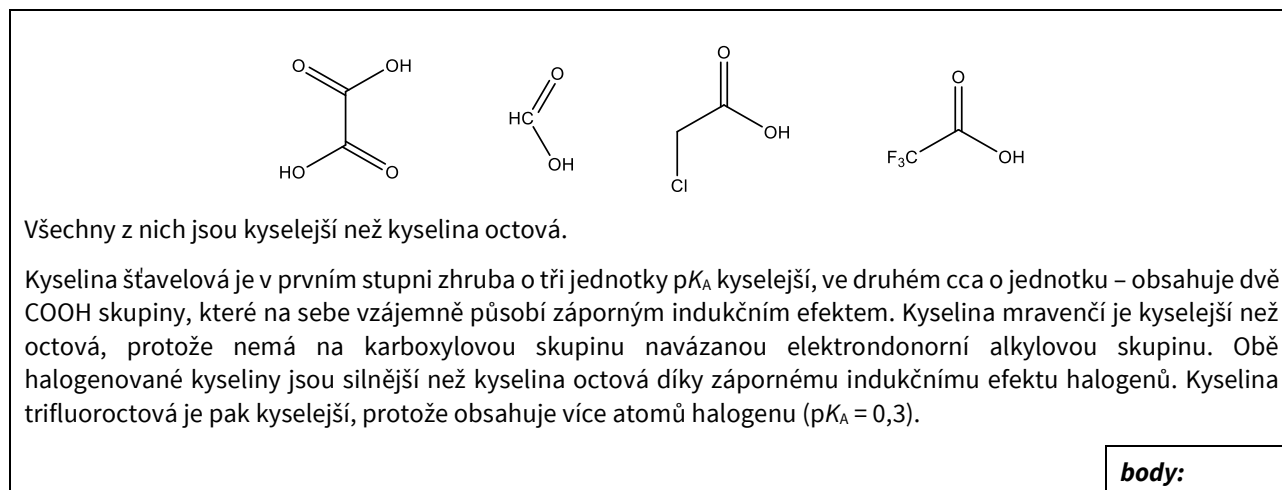 O OH HO O
HC O OH
O OH Cl
F₃C O OH
Všechny z nich jsou kyselejší než kyselina octová.
Kyselina šťavelová je v prvním stupni zhruba o tři jednotky pKA kyselejší, ve druhém cca o jednotku – obsahuje dvě
COOH skupiny, které na sebe vzájemně působí záporným indukčním efektem. Kyselina mravenčí je kyselejší než
octová, protože nemá na karboxylovou skupinu navázanou elektrondonorní alkylovou skupinu. Obě
halogenované kyseliny jsou silnější než kyselina octová díky zápornému indukčnímu efektu halogenů. Kyselina
trifluoroctová je pak kyselejší, protože obsahuje více atomů halogenu (pKA = 0,3).
body: